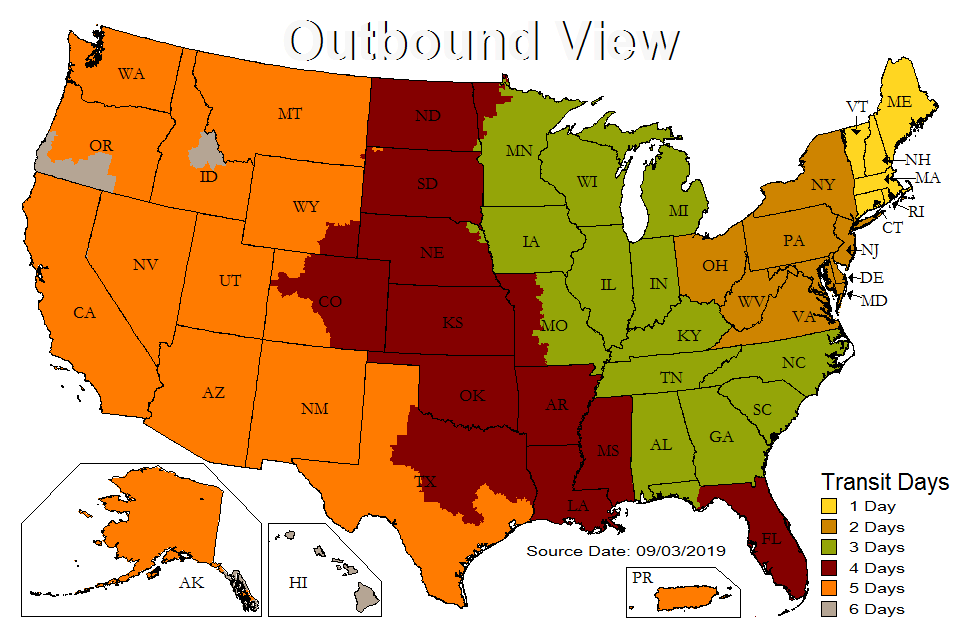 Outbound View
WA
MT
ND
MN
VT
ME
OR
ID
SD
WI
MI
NY
NH
MA
RI
CT
WY
NE
IA
PA
NJ
NV
UT
CO
KS
IL
IN
OH
WV
VA
DE
MD
CA
MO
KY
AZ
NM
OK
AR
TN
NC
SC
TX
LA
MS
AL
GA
FL
AK
HI
PR
Source Date: 09/03/2019
Transit Days
1 Day
2 Days
3 Days
4 Days
5 Days
6 Days